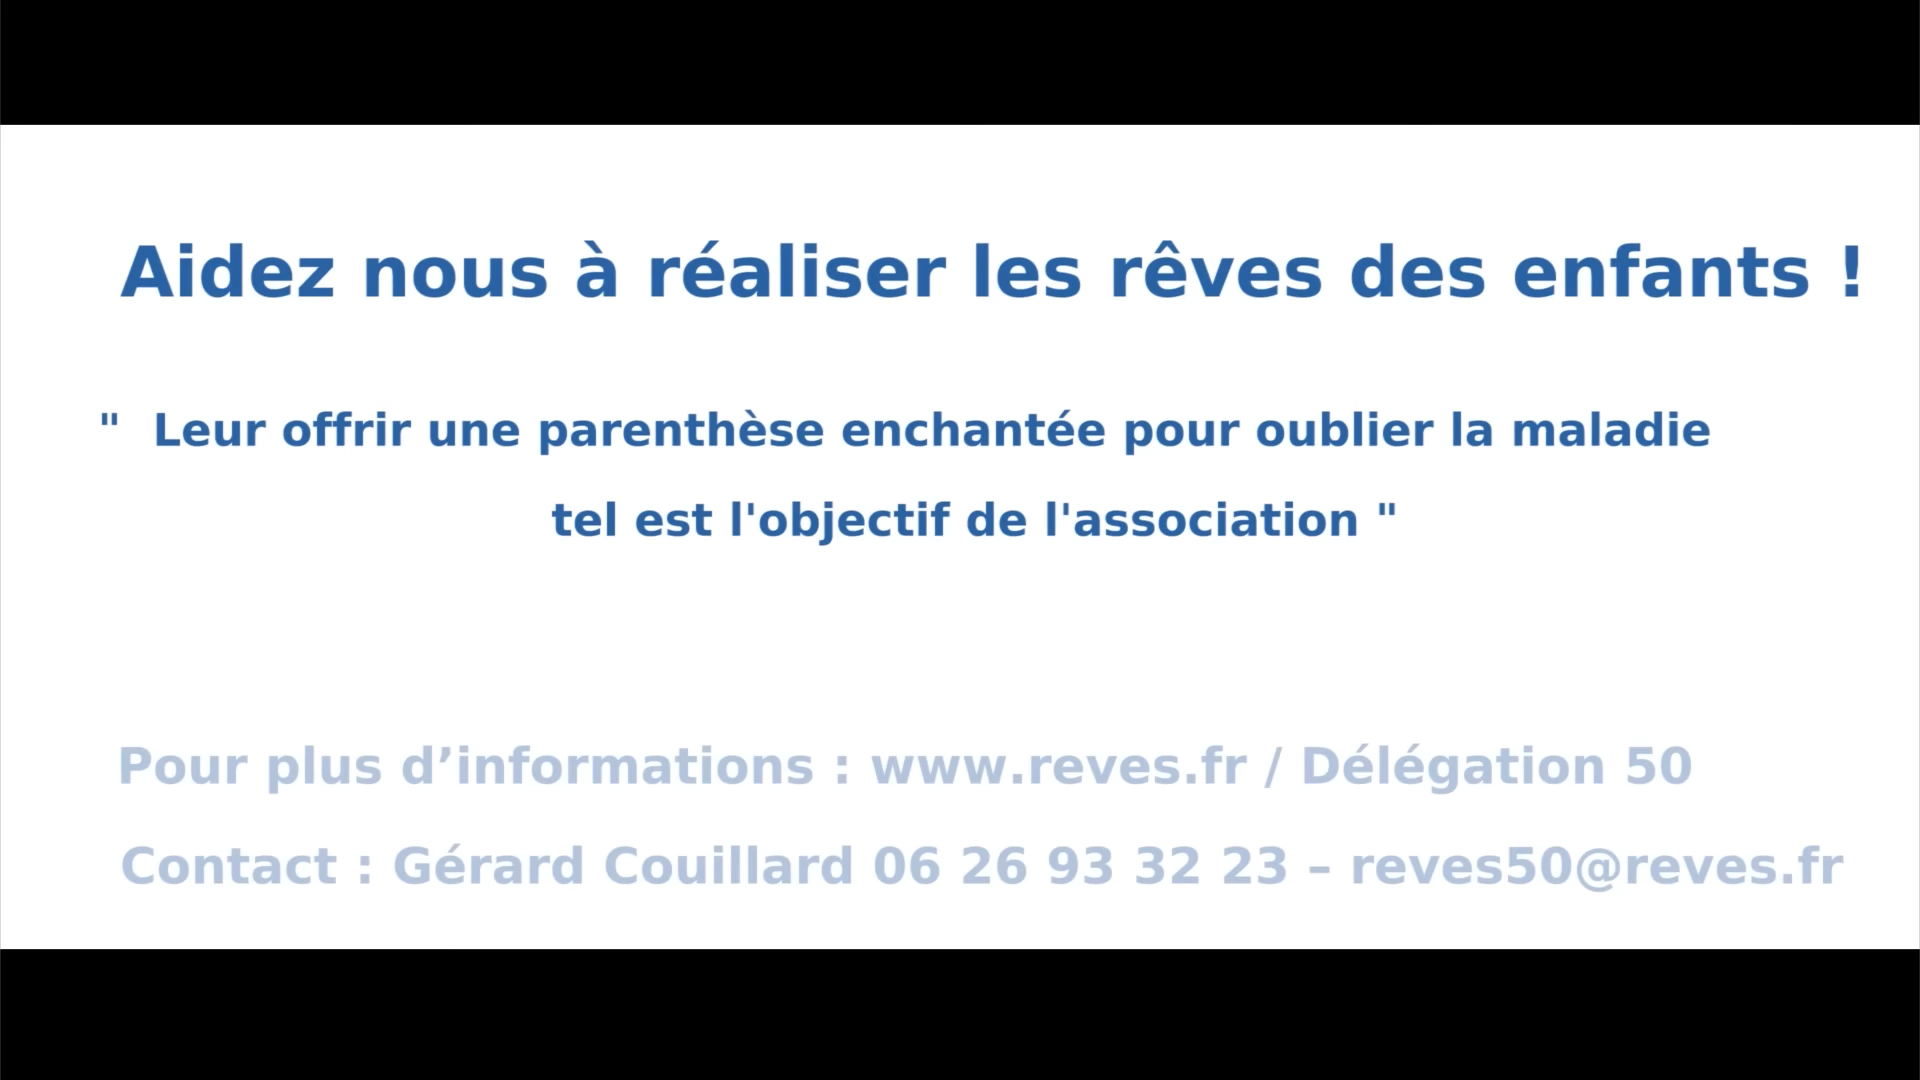 Aidez nous à réaliser les rêves des enfants !
"  Leur offrir une parenthèse enchantée pour oublier la maladie
tel est l'objectif de l'association "
Pour plus d’informations : www.reves.fr / Délégation 50
Contact : Gérard Couillard 06 26 93 32 23 – reves50@reves.fr